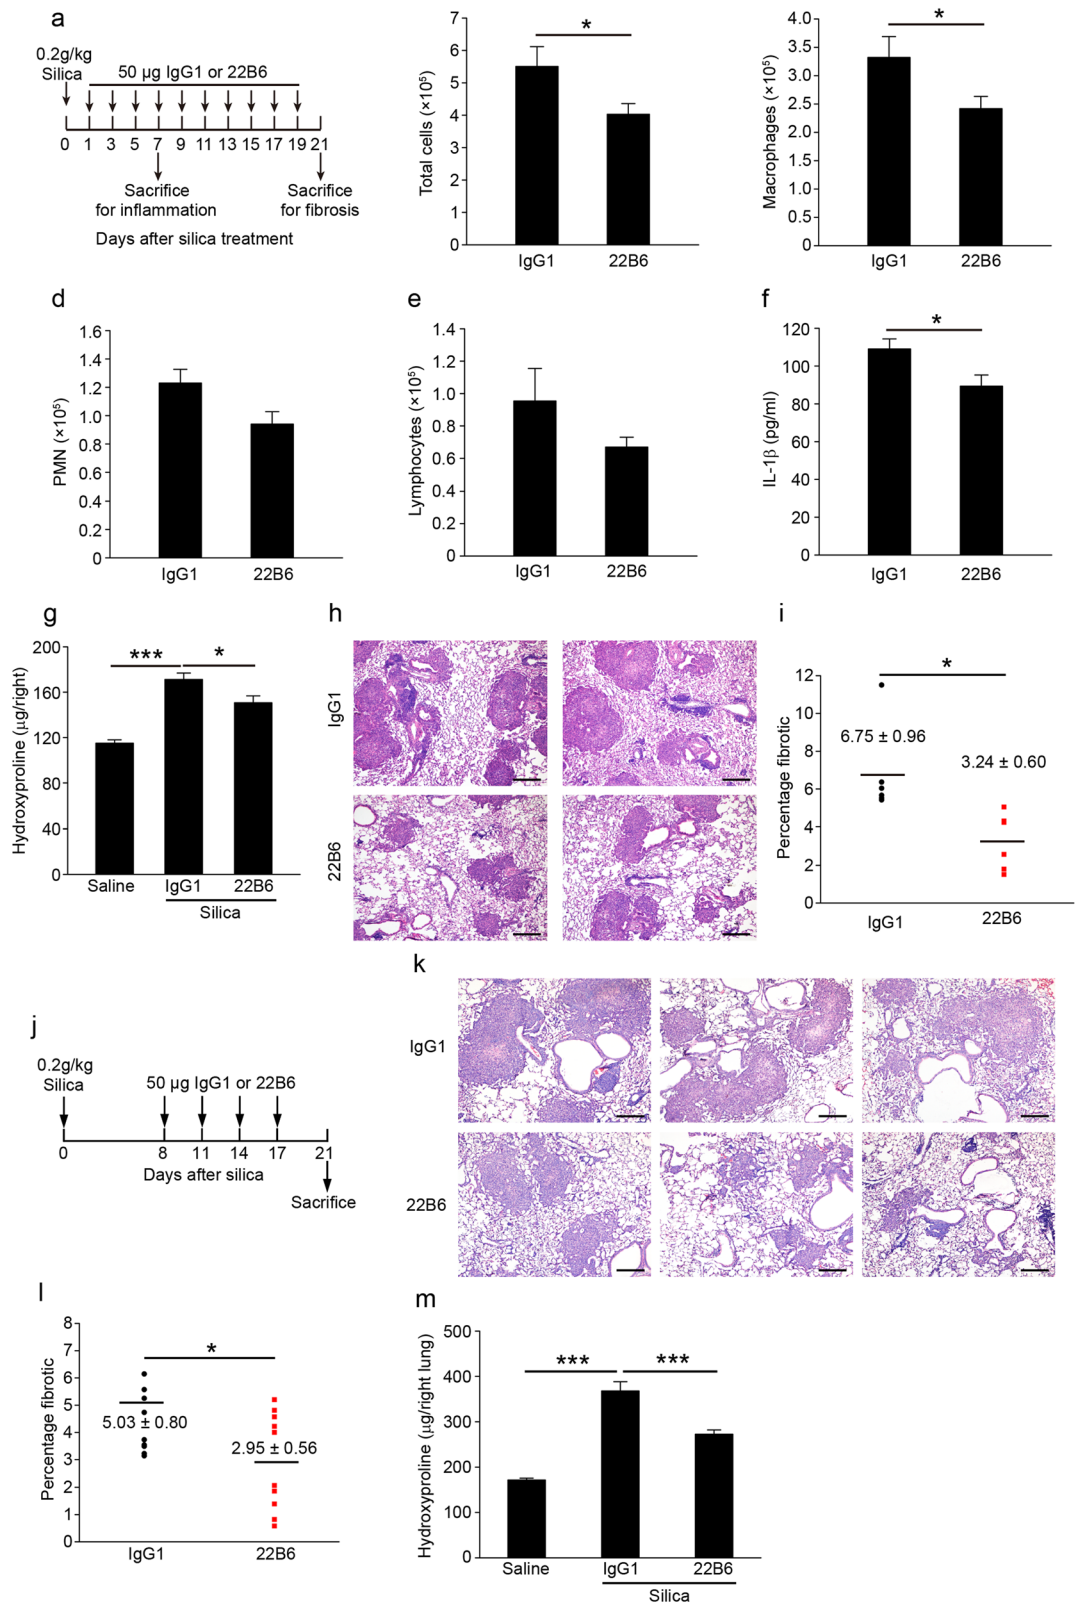 a
0.2g/kg
Silica
50 µg IgG1 or 22B6
0 1 3 5 7 9 11 13 15 17 19 21
Sacrifice
for inflammation
Sacrifice
for fibrosis
Days after silica treatment
Total cells (×10⁵)
7
6
5
4
3
2
1
0
*
IgG1 22B6
Macrophages (×10⁵)
4.0
3.5
3.0
2.5
2.0
1.5
1.0
0.5
0
*
IgG1 22B6
d
PMN (×10⁵)
1.6
1.4
1.2
1.0
0.8
0.6
0.4
0.2
0
IgG1 22B6
e
Lymphocytes (×10⁵)
1.4
1.2
1.0
0.8
0.6
0.4
0.2
0
IgG1 22B6
f
IL-1β (pg/ml)
120
100
80
60
40
20
0
*
IgG1 22B6
g
Hydroxyproline (µg/right)
200
160
120
80
40
0
*** *
Saline IgG1 22B6
Silica
h
IgG1
22B6
i
Percentage fibrotic
12
10
8
6
4
2
0
*
6.75 ± 0.96
3.24 ± 0.60
IgG1 22B6
j
0.2g/kg
Silica
50 µg IgG1 or 22B6
0 8 11 14 17 21
Days after silica
Sacrifice
k
IgG1
22B6
l
Percentage fibrotic
8
7
6
5
4
3
2
1
0
*
5.03 ± 0.80
2.95 ± 0.56
IgG1 22B6
m
Hydroxyproline (µg/right lung)
500
400
300
200
100
0
*** ***
Saline IgG1 22B6
Silica